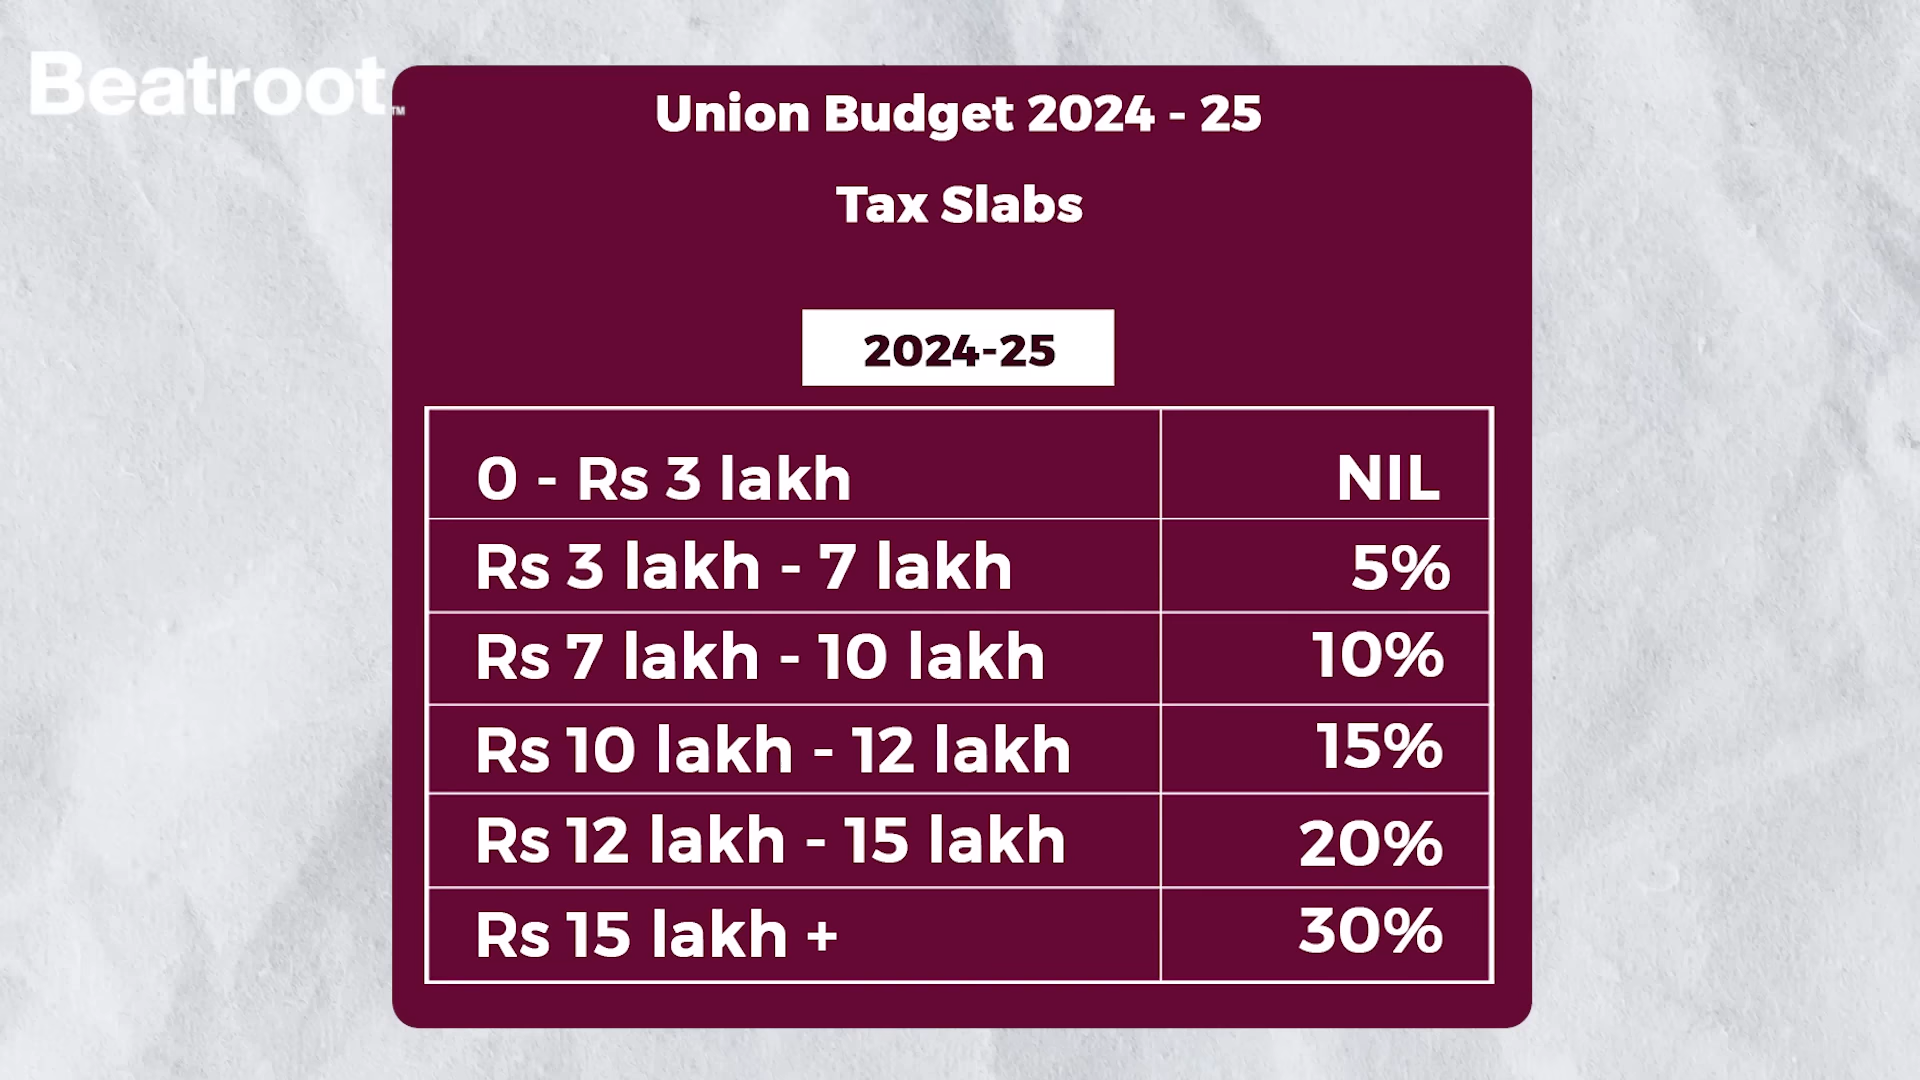 Beatroot™
Union Budget 2024 - 25
Tax Slabs
2024-25
0 - Rs 3 lakh NIL
Rs 3 lakh - 7 lakh 5%
Rs 7 lakh - 10 lakh 10%
Rs 10 lakh - 12 lakh 15%
Rs 12 lakh - 15 lakh 20%
Rs 15 lakh + 30%